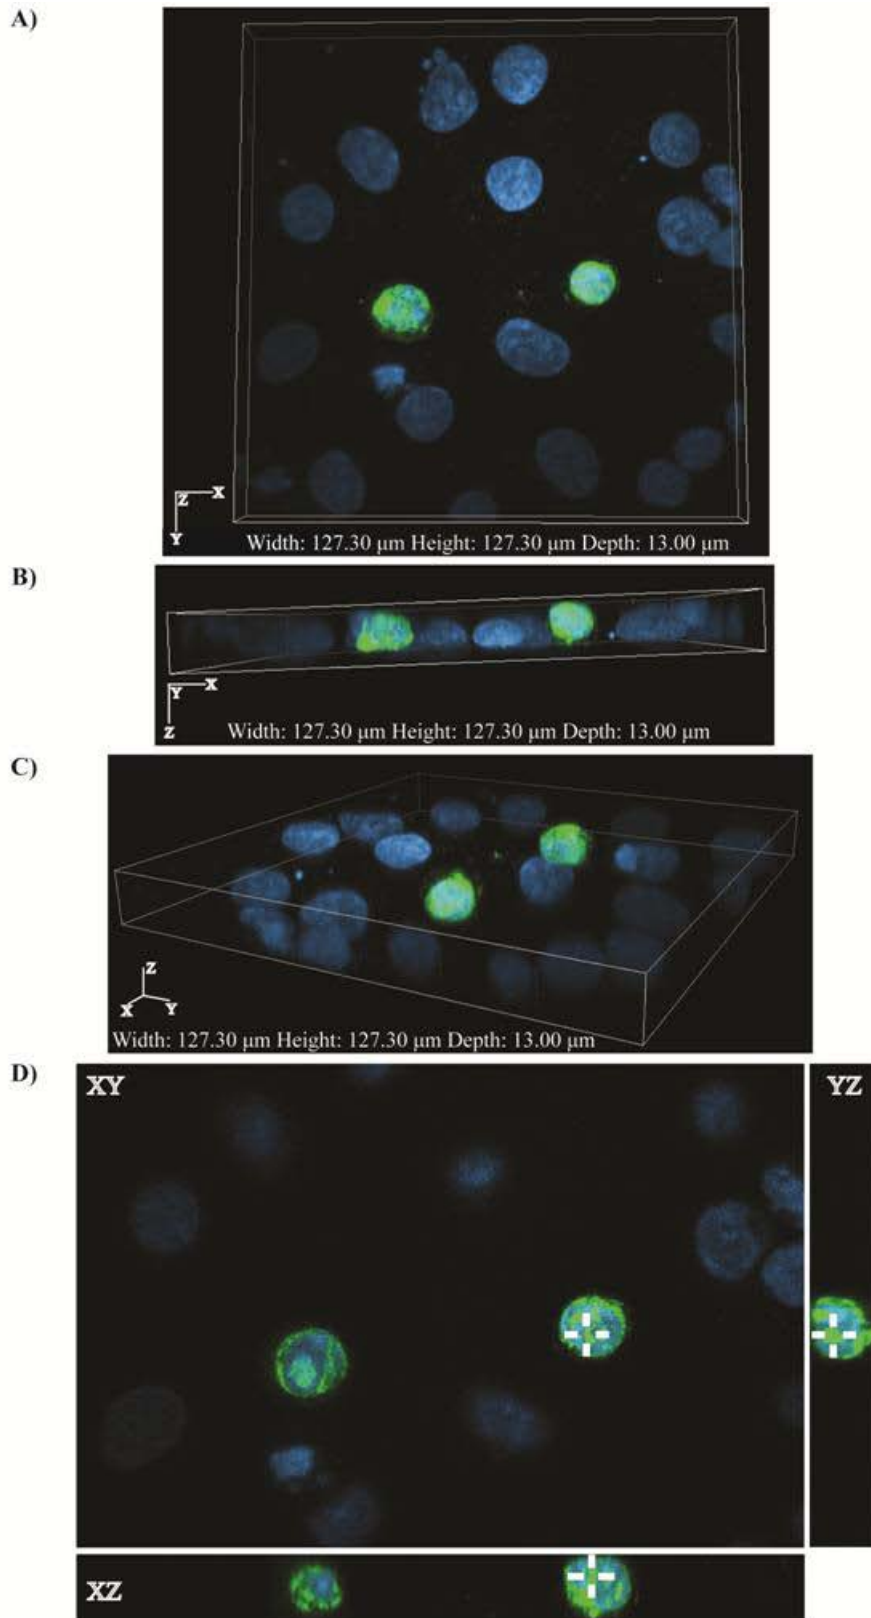 A)
Z X
Y
Width: 127.30 μm Height: 127.30 μm Depth: 13.00 μm
B)
Y X
Z
Width: 127.30 μm Height: 127.30 μm Depth: 13.00 μm
C)
Z
X Y
Width: 127.30 μm Height: 127.30 μm Depth: 13.00 μm
D)
XY YZ
XZ